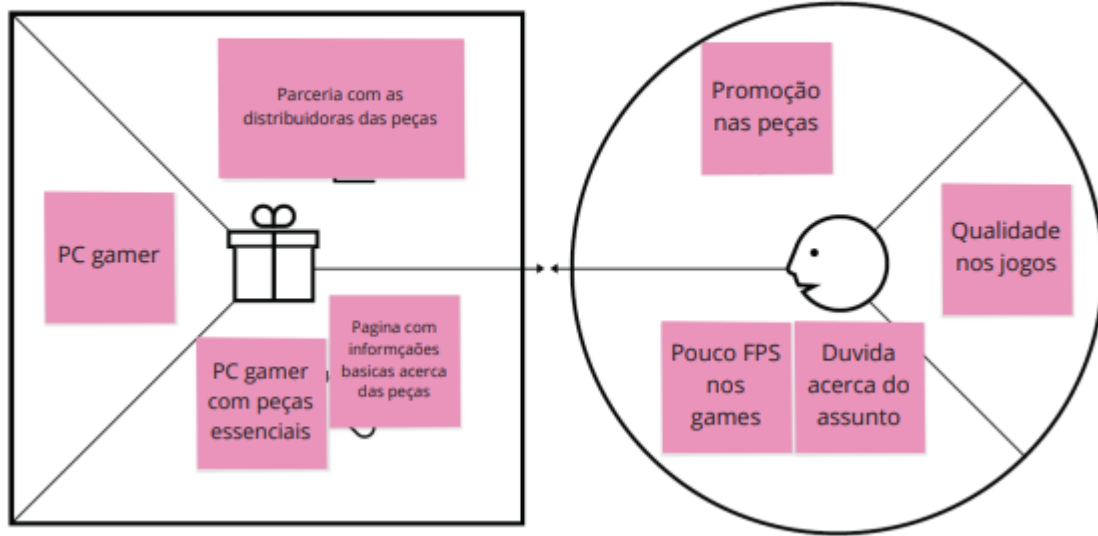 Parceria com as
distribuidoras das peças
PC gamer
PC gamer
com peças
essenciais
Pagina com
informçaões
basicas acerca
das peças
Promoção
nas peças
Qualidade
nos jogos
Pouco FPS
nos
games
Duvida
acerca do
assunto